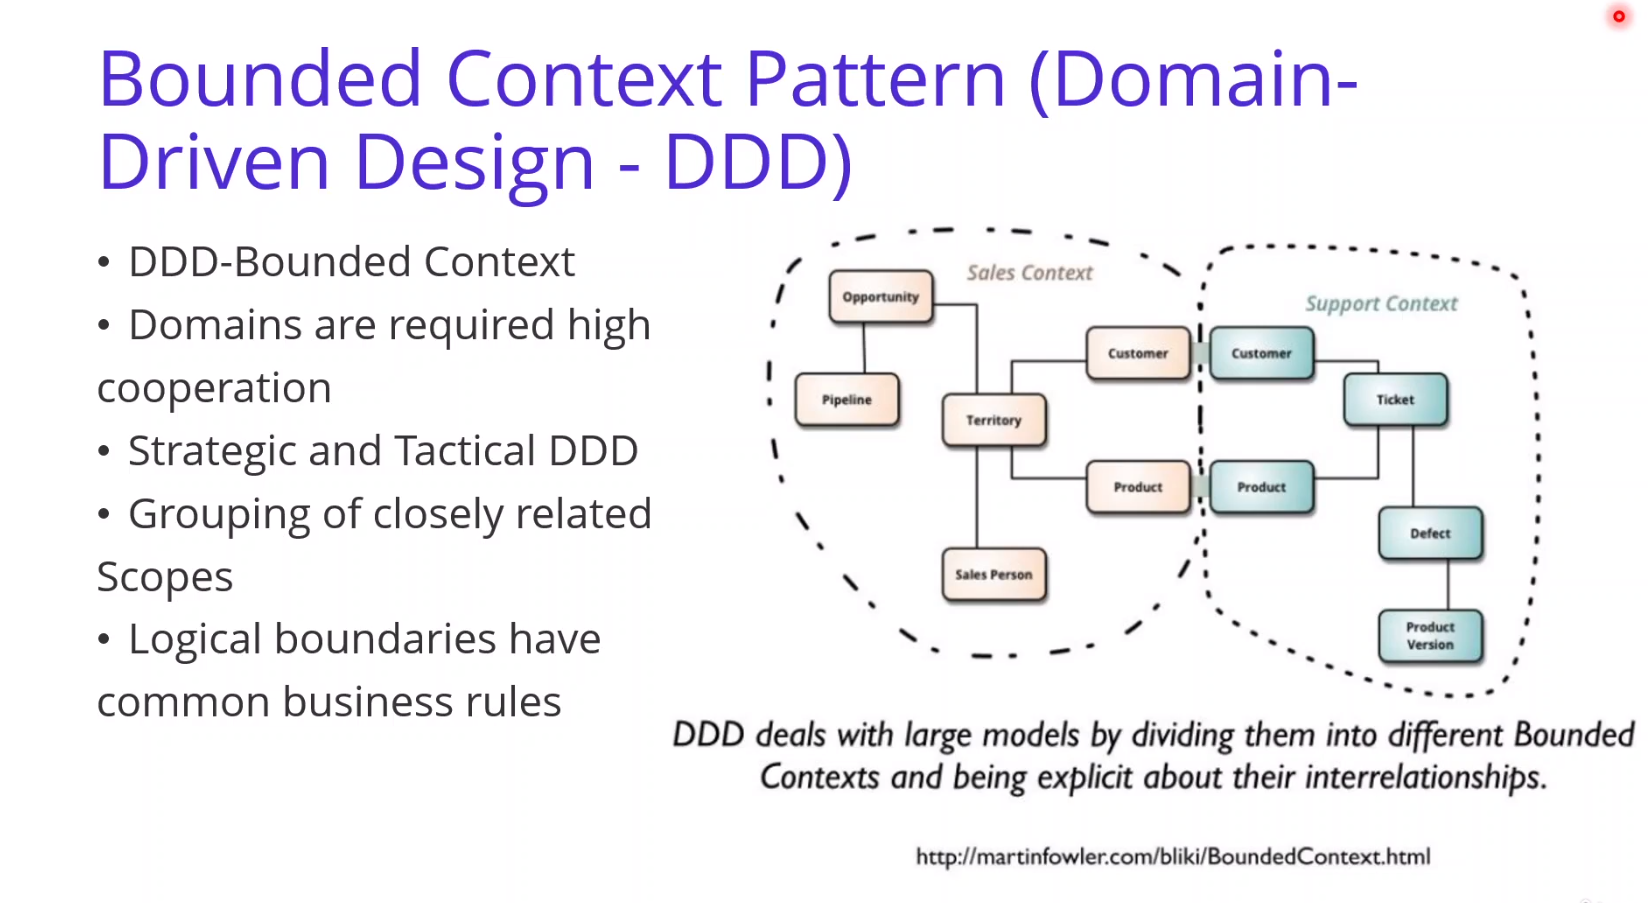 Bounded Context Pattern (Domain-
Driven Design - DDD)
• DDD-Bounded Context
• Domains are required high
cooperation
• Strategic and Tactical DDD
• Grouping of closely related
Scopes
• Logical boundaries have
common business rules
Sales Context
Support Context
Opportunity
Pipeline
Territory
Customer
Product
Sales Person
Customer
Ticket
Product
Defect
Product
Version
DDD deals with large models by dividing them into different Bounded
Contexts and being explicit about their interrelationships.
http://martinfowler.com/bliki/BoundedContext.html